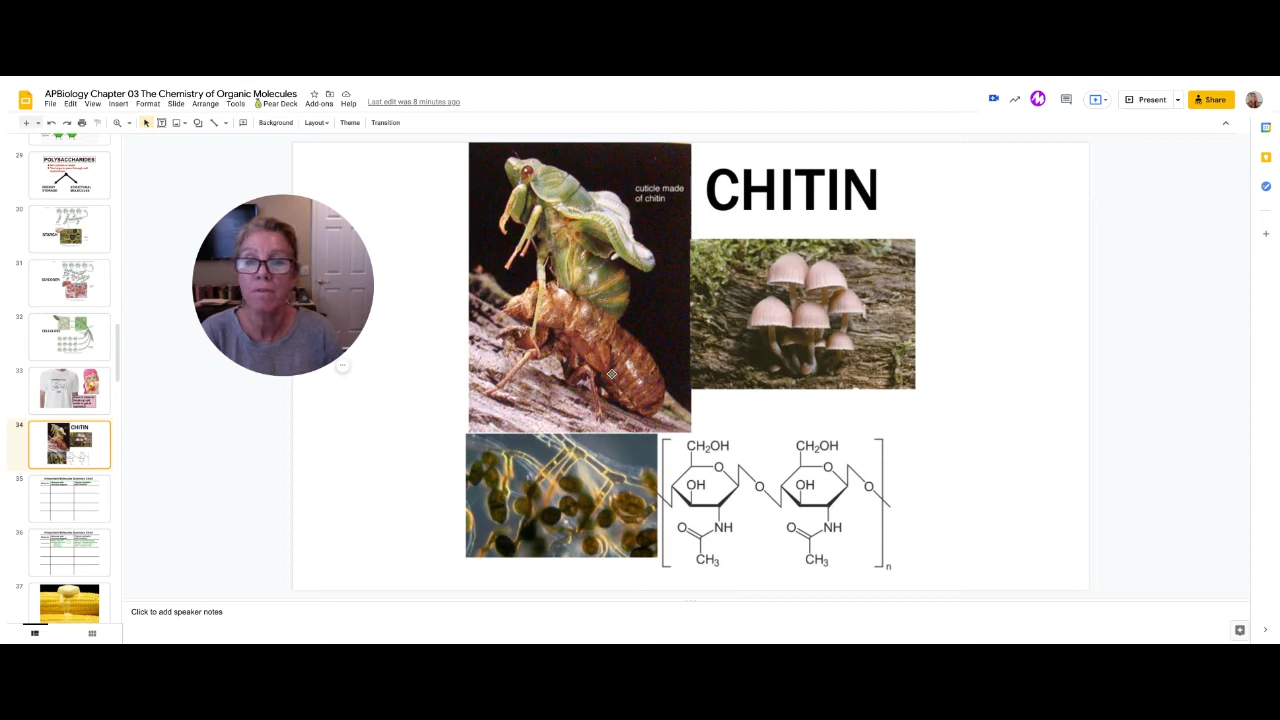 APBiology Chapter 03 The Chemistry of Organic Molecules
File Edit View Insert Format Slide Arrange Tools Pear Deck Add-ons Help Last edit was 8 minutes ago
Present
Share
Background Layout Theme Transition
29
POLYSACCHARIDES
30
STARCH
31
32
33
34
CHITIN
35
36
37
cuticle made
of chitin
CHITIN
CH2OH CH2OH
O O
OH OH
O O
O NH O NH
CH3 CH3
n
Click to add speaker notes